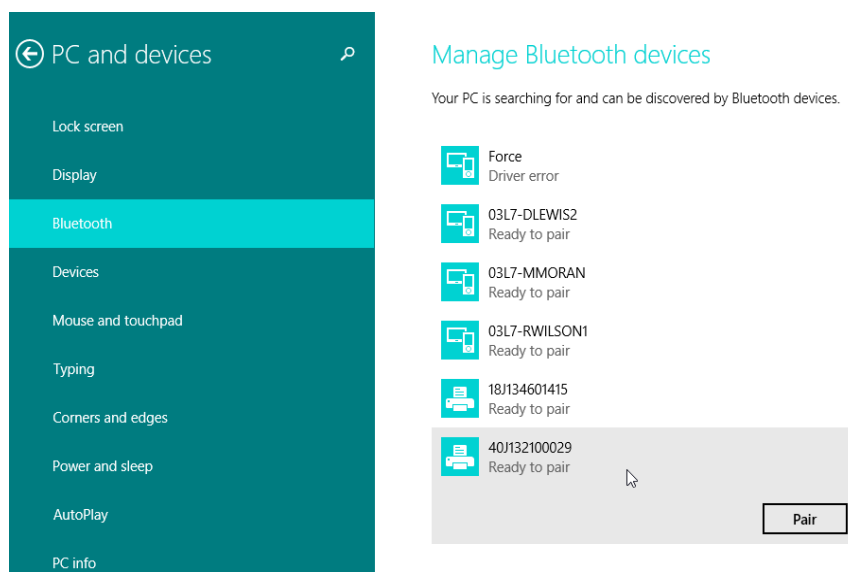 PC and devices
Lock screen
Display
Bluetooth
Devices
Mouse and touchpad
Typing
Corners and edges
Power and sleep
AutoPlay
PC info
Manage Bluetooth devices
Your PC is searching for and can be discovered by Bluetooth devices.
Force
Driver error
03L7-DLEWIS2
Ready to pair
03L7-MMORAN
Ready to pair
03L7-RWILSON1
Ready to pair
18J134601415
Ready to pair
40J132100029
Ready to pair
Pair